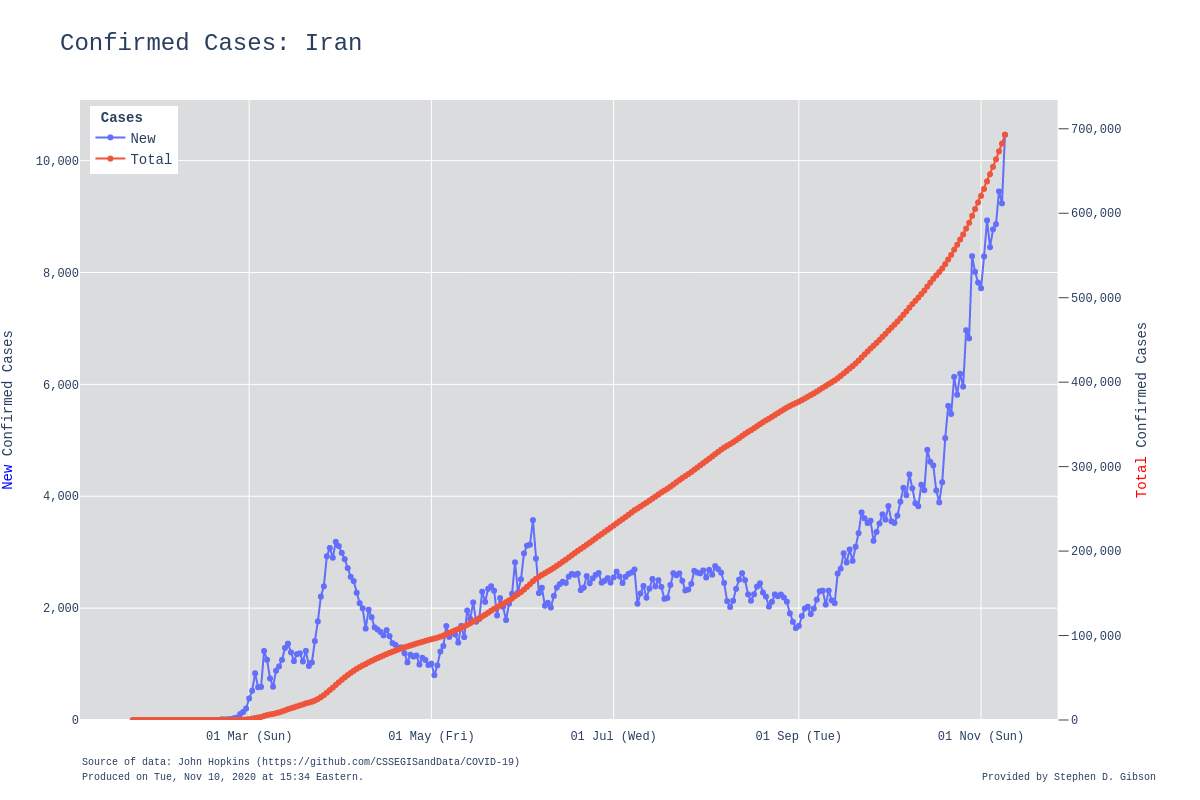 Confirmed Cases: Iran
Cases
New
Total
10,000
8,000
6,000
4,000
2,000
0
New Confirmed Cases
700,000
600,000
500,000
400,000
300,000
200,000
100,000
0
Total Confirmed Cases
01 Mar (Sun)
01 May (Fri)
01 Jul (Wed)
01 Sep (Tue)
01 Nov (Sun)
Source of data: John Hopkins (https://github.com/CSSEGISandData/COVID-19)
Produced on Tue, Nov 10, 2020 at 15:34 Eastern.
Provided by Stephen D. Gibson